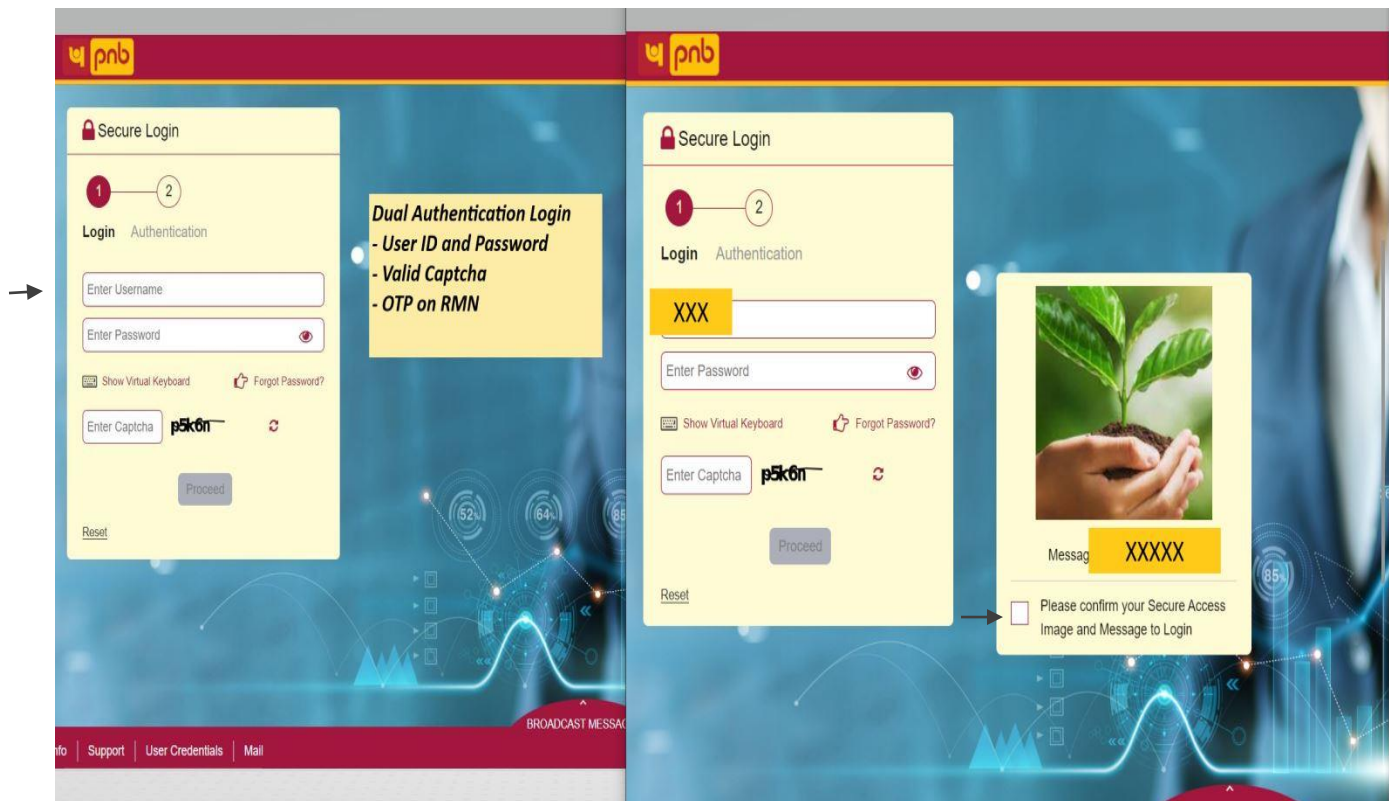 pnb
Secure Login
1 2
Login Authentication
Enter Username
Enter Password
Show Virtual Keyboard Forgot Password?
Enter Captcha p5k6n
Proceed
Reset
Dual Authentication Login
- User ID and Password
- Valid Captcha
- OTP on RMN
52%
64%
85
BROADCAST MESSAG
nfo Support User Credentials Mail
pnb
Secure Login
1 2
Login Authentication
XXX
Enter Password
Show Virtual Keyboard Forgot Password?
Enter Captcha p5k6n
Proceed
Reset
Messag XXXXX
Please confirm your Secure Access
Image and Message to Login
85%